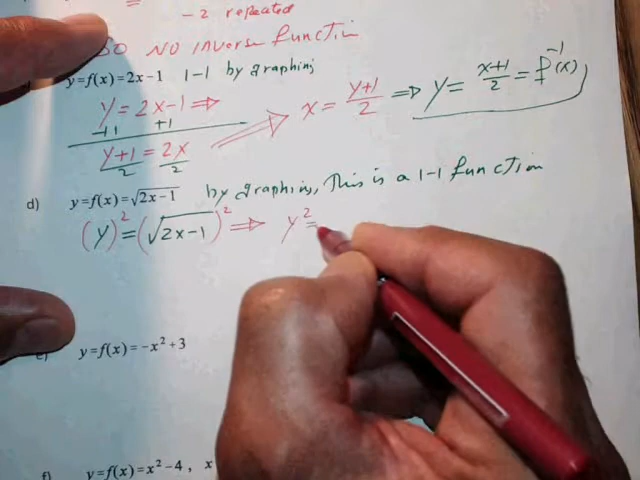 -2 repeated
SO NO Inverse function
y=f(x)=2x-1 1-1 by graphing
y = 2x-1 ⇒ x = y+1/2 ⇒ y = x+1/2 = f⁻¹(x)
+1 +1
y+1/2 = 2x/2
d) y=f(x)=√2x-1 by graphing, This is a 1-1 function
(y)² = (√2x-1)² ⇒ y² =
e) y=f(x)=-x²+3
f) y=f(x)=x²-4, x